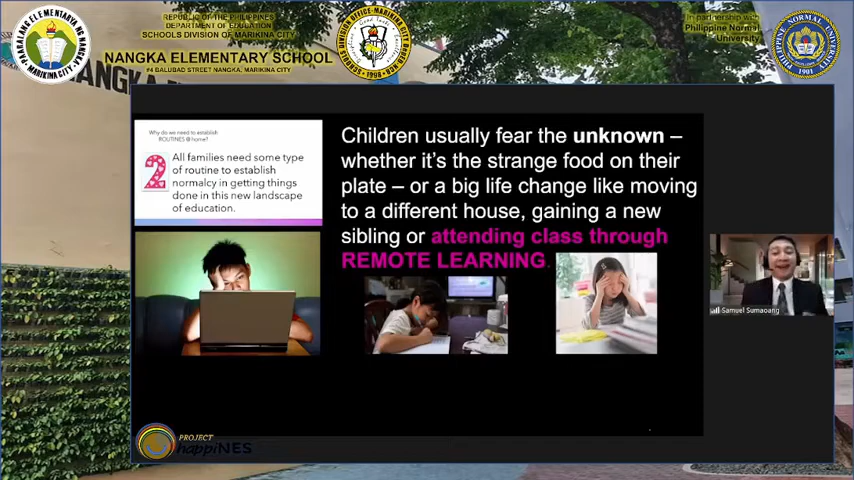 REPUBLIC OF THE PHILIPPINES
DEPARTMENT OF EDUCATION
SCHOOLS DIVISION OF MARIKINA CITY
NANGKA ELEMENTARY SCHOOL
#4 BALUBAD STREET NANGKA, MARIKINA CITY
In partnership with
Philippine Normal
University
Why do we need to establish
ROUTINES @ home?
2
All families need some type
of routine to establish
normalcy in getting things
done in this new landscape
of education.
Children usually fear the unknown –
whether it's the strange food on their
plate – or a big life change like moving
to a different house, gaining a new
sibling or attending class through
REMOTE LEARNING.
Samuel Sumaoang
PROJECT
happiNES